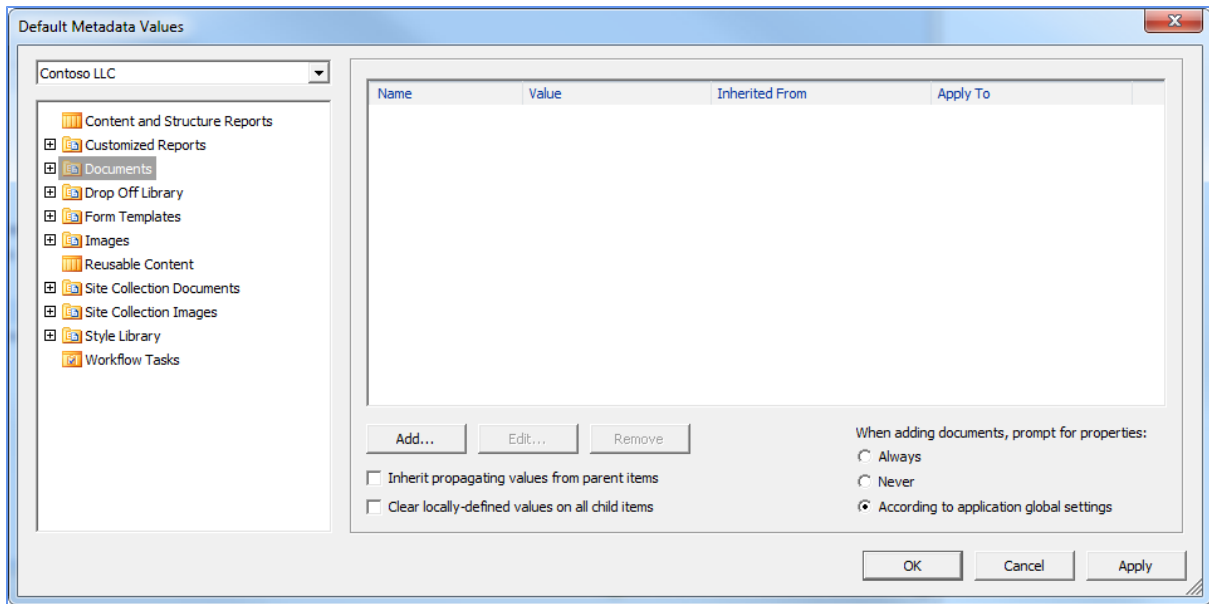 Default Metadata Values
Contoso LLC
Content and Structure Reports
Customized Reports
Documents
Drop Off Library
Form Templates
Images
Reusable Content
Site Collection Documents
Site Collection Images
Style Library
Workflow Tasks
Name Value Inherited From Apply To
Add... Edit... Remove
Inherit propagating values from parent items
Clear locally-defined values on all child items
When adding documents, prompt for properties:
Always
Never
According to application global settings
OK Cancel Apply